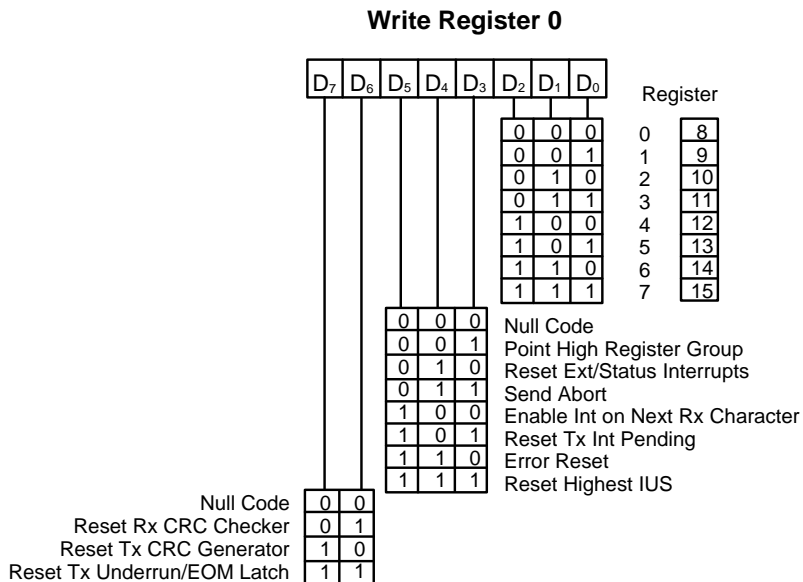 Write Register 0
D₇ D₆ D₅ D₄ D₃ D₂ D₁ D₀
Register
0 0 0 0 8
0 0 1 1 9
0 1 0 2 10
0 1 1 3 11
1 0 0 4 12
1 0 1 5 13
1 1 0 6 14
1 1 1 7 15
0 0 0 Null Code
0 0 1 Point High Register Group
0 1 0 Reset Ext/Status Interrupts
0 1 1 Send Abort
1 0 0 Enable Int on Next Rx Character
1 0 1 Reset Tx Int Pending
1 1 0 Error Reset
1 1 1 Reset Highest IUS
Null Code 0 0
Reset Rx CRC Checker 0 1
Reset Tx CRC Generator 1 0
Reset Tx Underrun/EOM Latch 1 1